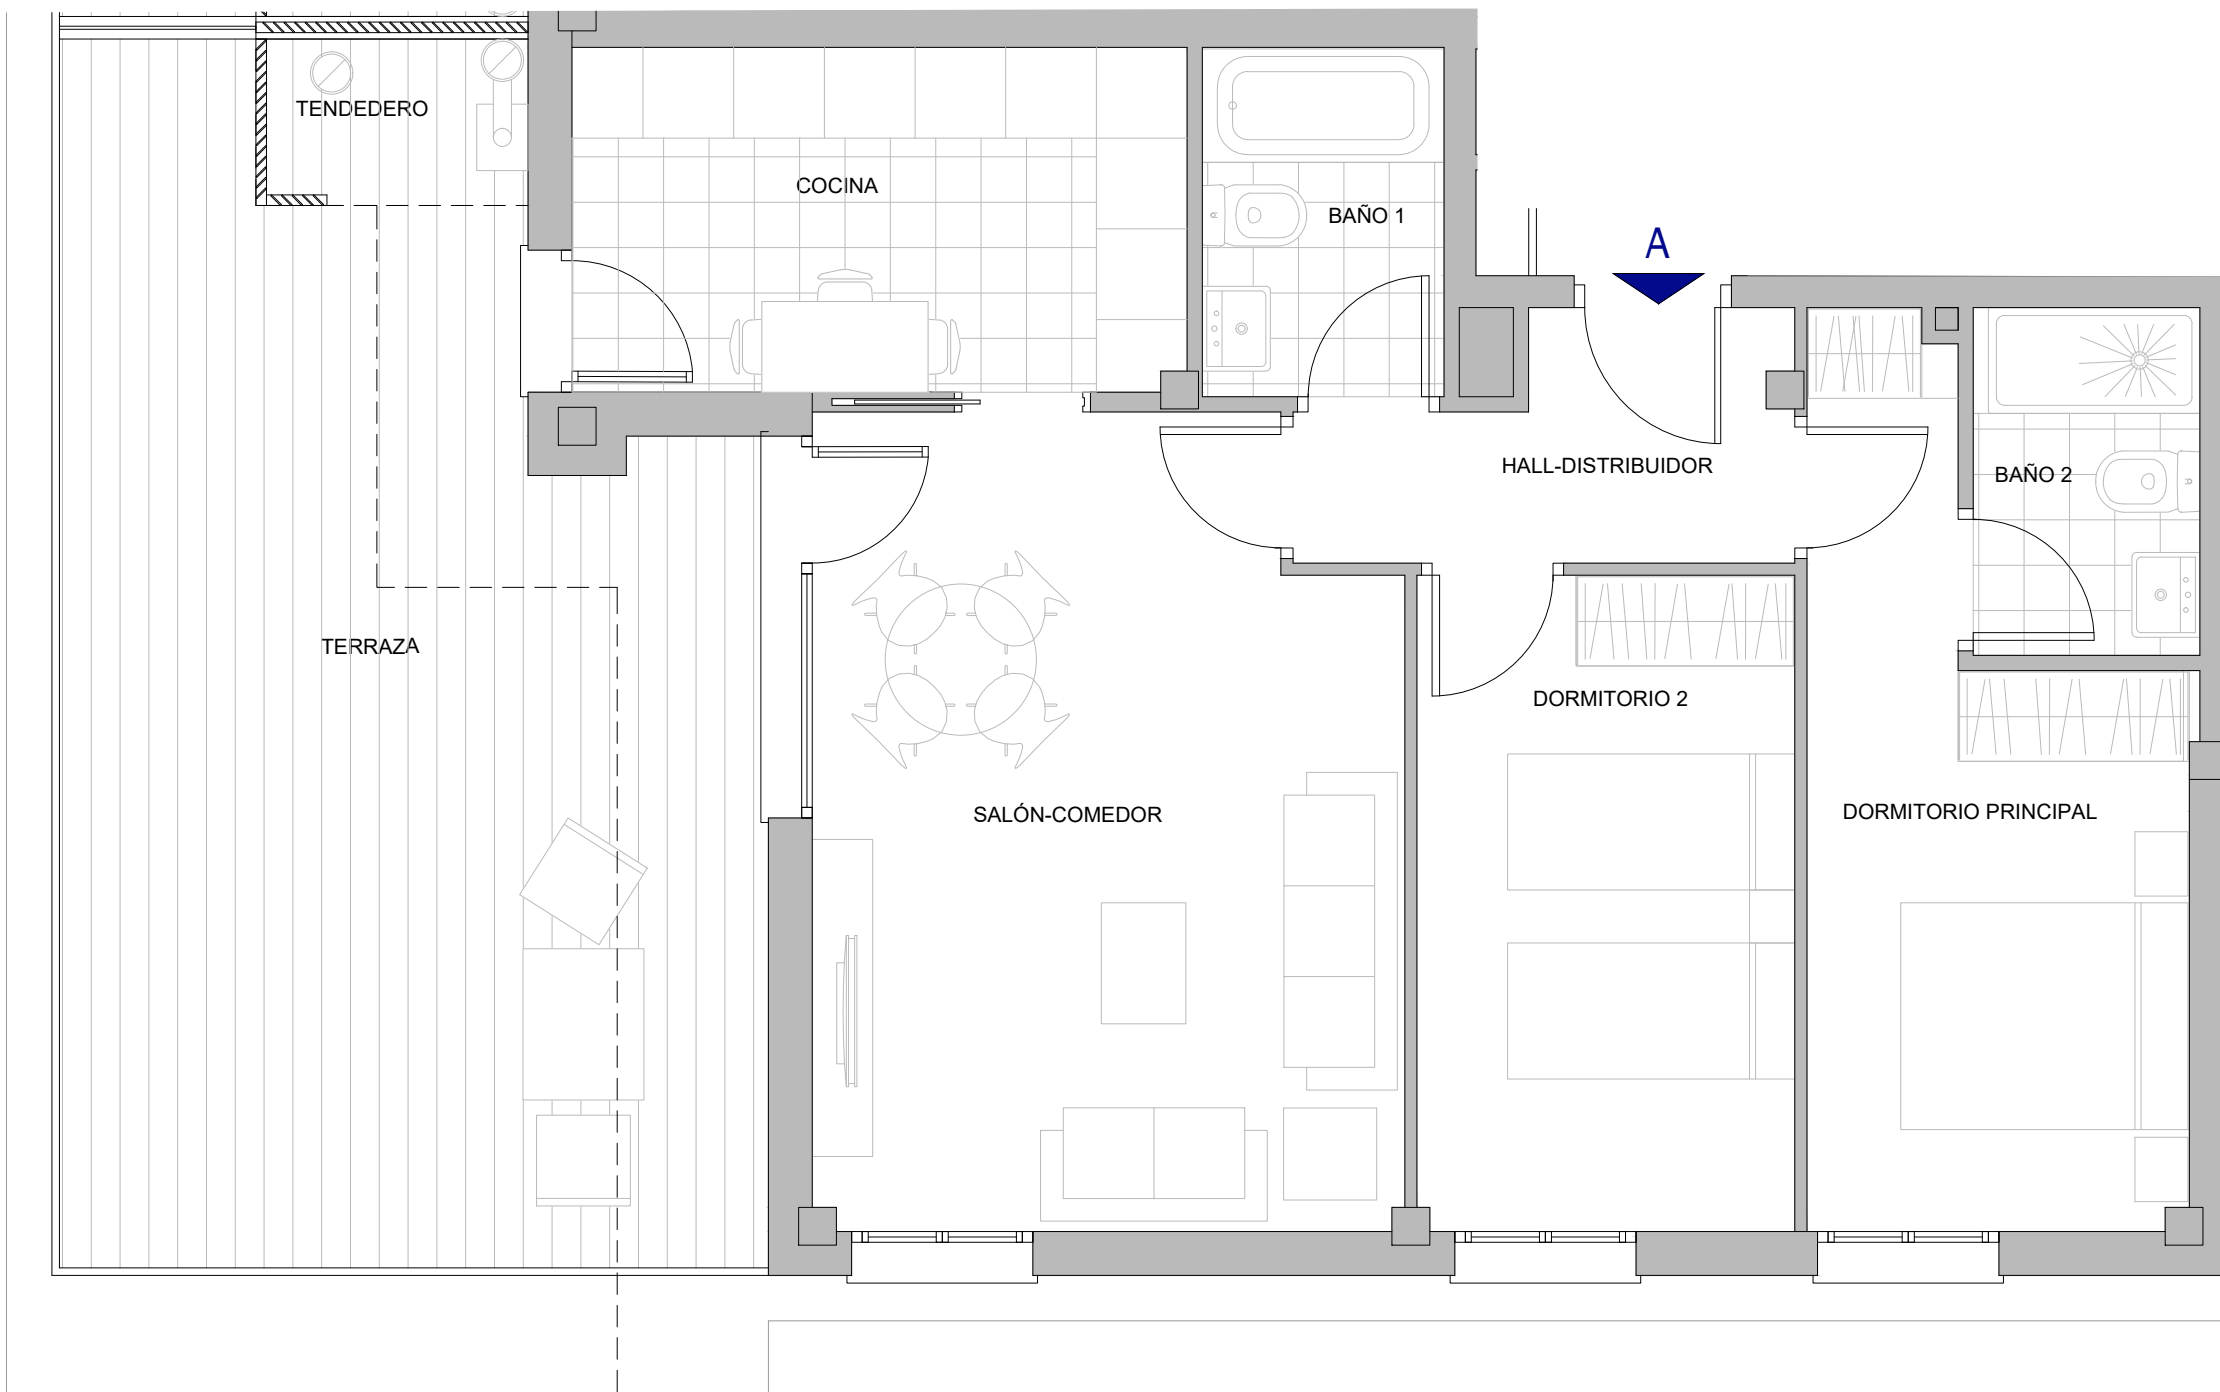 TENDEDERO
COCINA
BAÑO 1
A
HALL-DISTRIBUIDOR
BAÑO 2
TERRAZA
DORMITORIO 2
SALÓN-COMEDOR
DORMITORIO PRINCIPAL